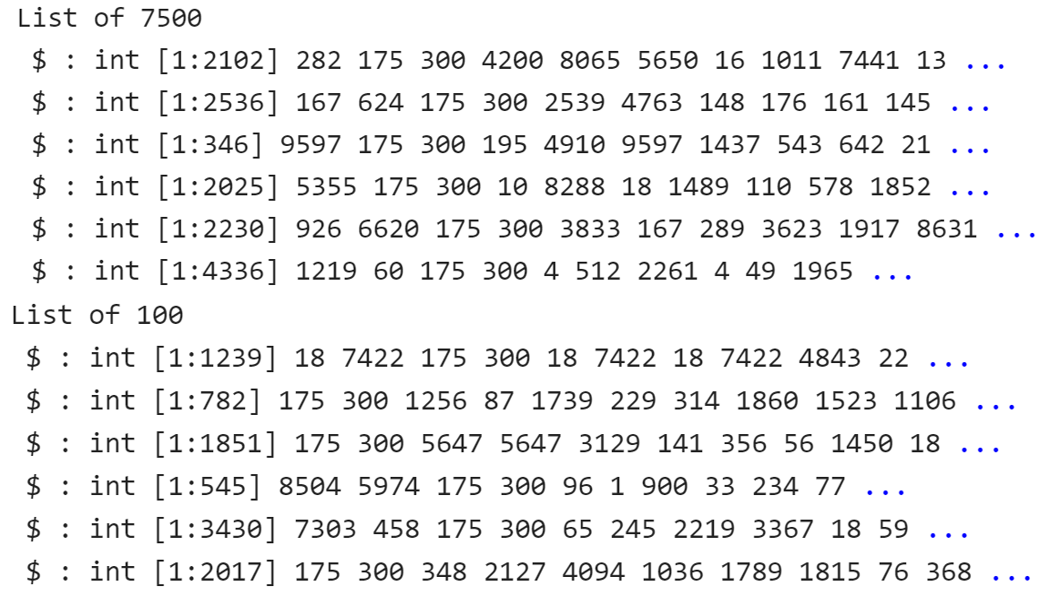 List of 7500
$ : int [1:2102] 282 175 300 4200 8065 5650 16 1011 7441 13 ...
$ : int [1:2536] 167 624 175 300 2539 4763 148 176 161 145 ...
$ : int [1:346] 9597 175 300 195 4910 9597 1437 543 642 21 ...
$ : int [1:2025] 5355 175 300 10 8288 18 1489 110 578 1852 ...
$ : int [1:2230] 926 6620 175 300 3833 167 289 3623 1917 8631 ...
$ : int [1:4336] 1219 60 175 300 4 512 2261 4 49 1965 ...
List of 100
$ : int [1:1239] 18 7422 175 300 18 7422 18 7422 4843 22 ...
$ : int [1:782] 175 300 1256 87 1739 229 314 1860 1523 1106 ...
$ : int [1:1851] 175 300 5647 5647 3129 141 356 56 1450 18 ...
$ : int [1:545] 8504 5974 175 300 96 1 900 33 234 77 ...
$ : int [1:3430] 7303 458 175 300 65 245 2219 3367 18 59 ...
$ : int [1:2017] 175 300 348 2127 4094 1036 1789 1815 76 368 ...